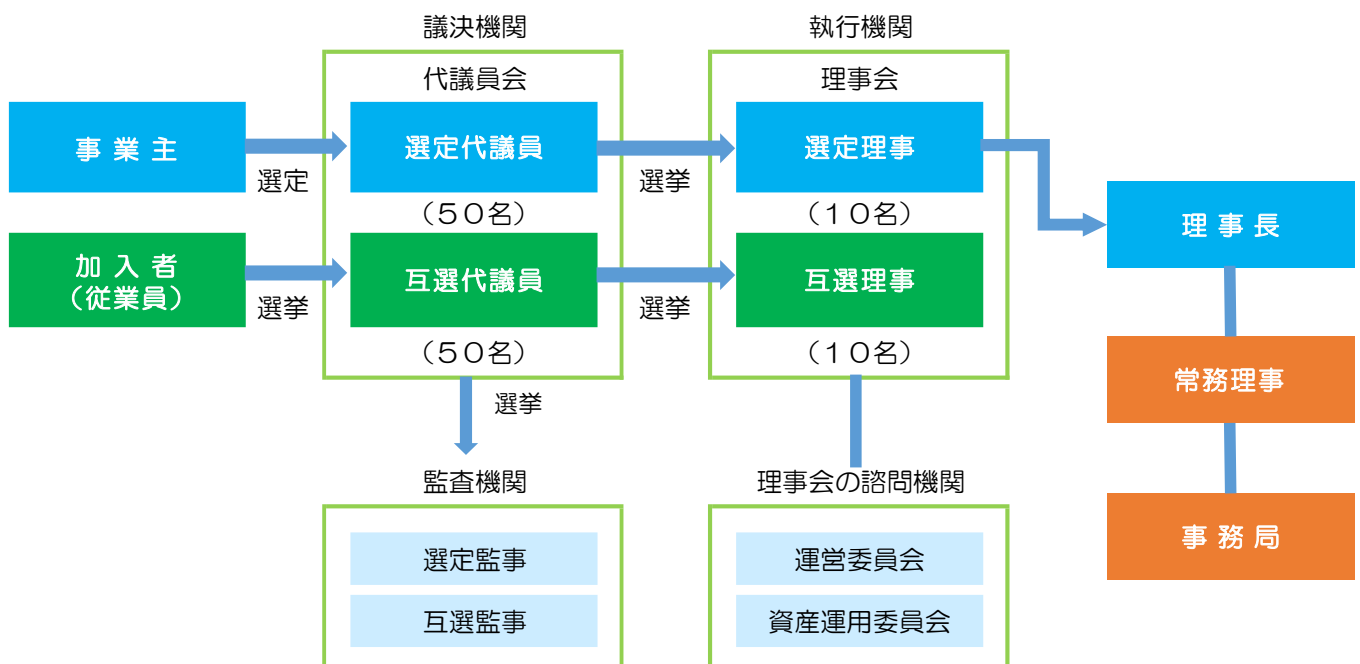 議決機関
執行機関
代議員会
理事会
事業主
選定
選定代議員
選挙
選定理事
(50名)
(10名)
理事長
加入者
(従業員)
選挙
互選代議員
選挙
互選理事
(50名)
(10名)
常務理事
選挙
監査機関
理事会の諮問機関
事務局
選定監事
運営委員会
互選監事
資産運用委員会